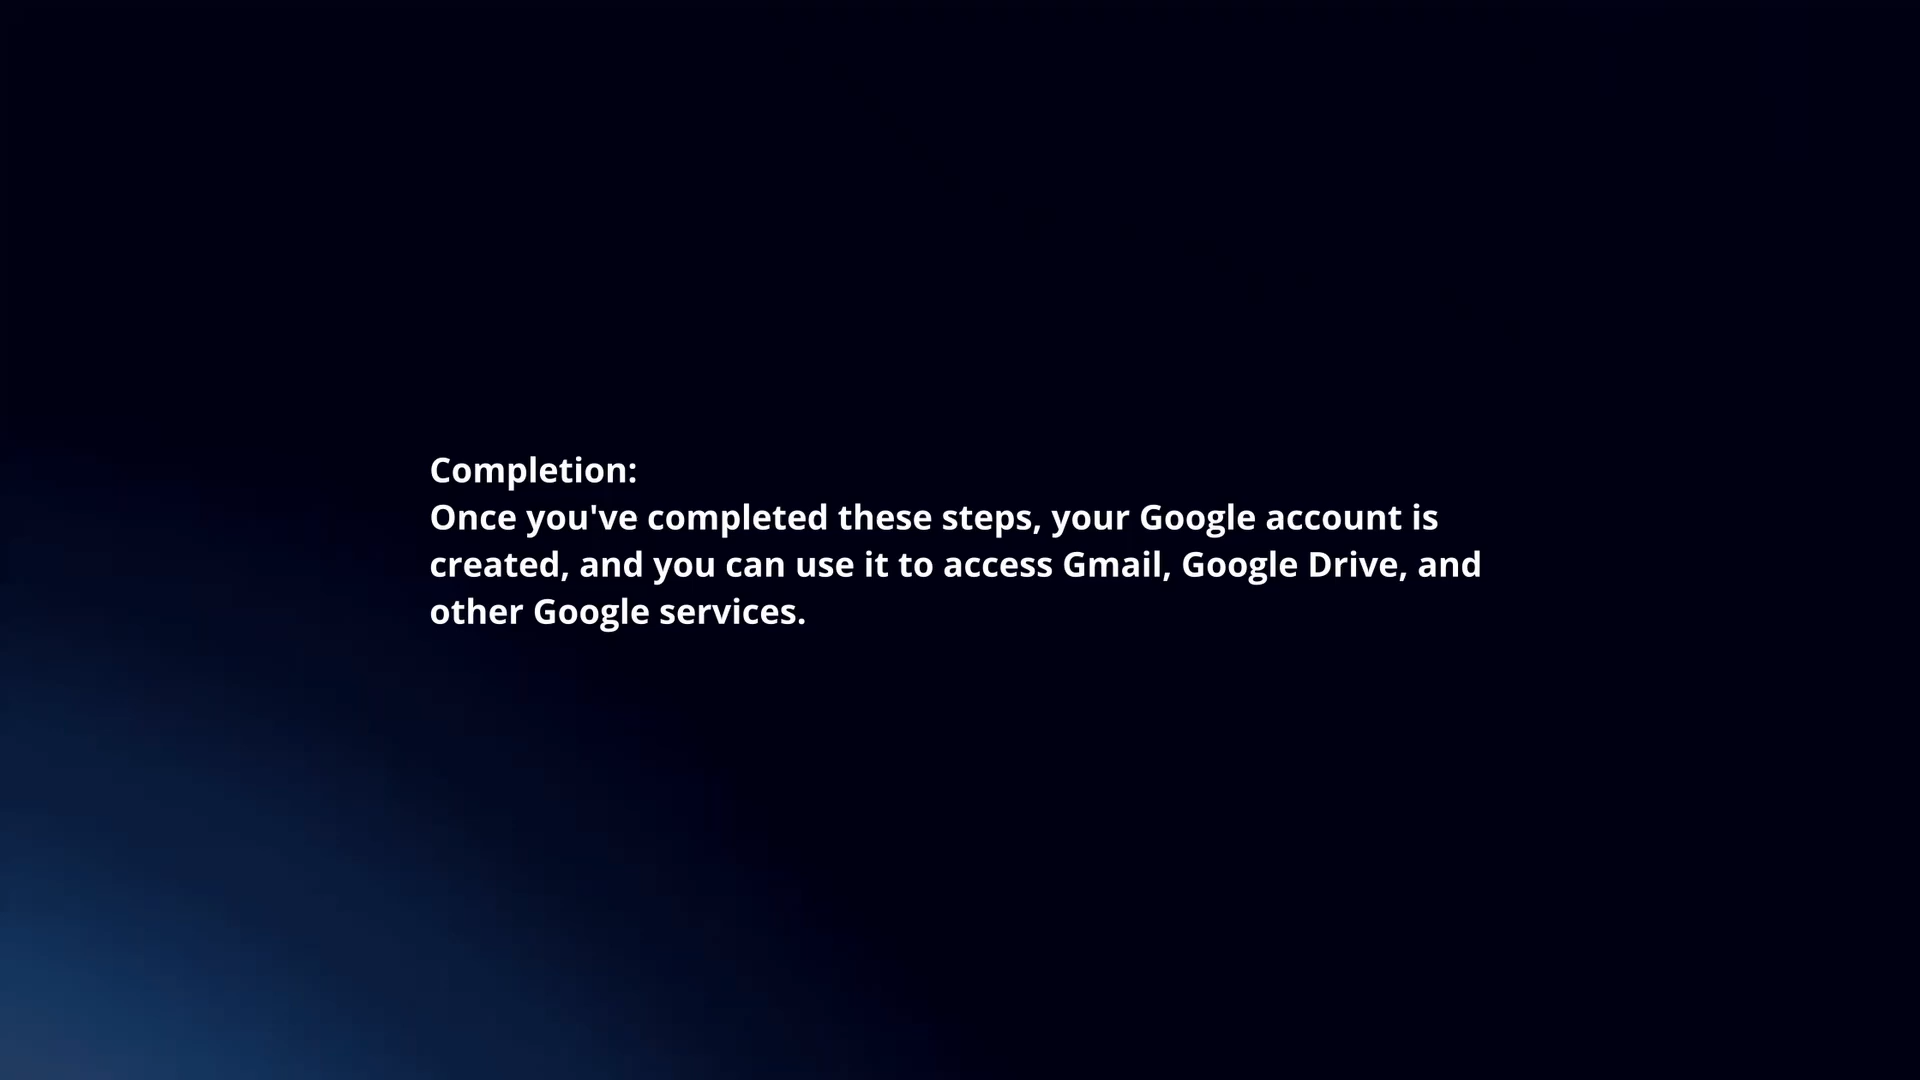 Completion:
Once you've completed these steps, your Google account is
created, and you can use it to access Gmail, Google Drive, and
other Google services.